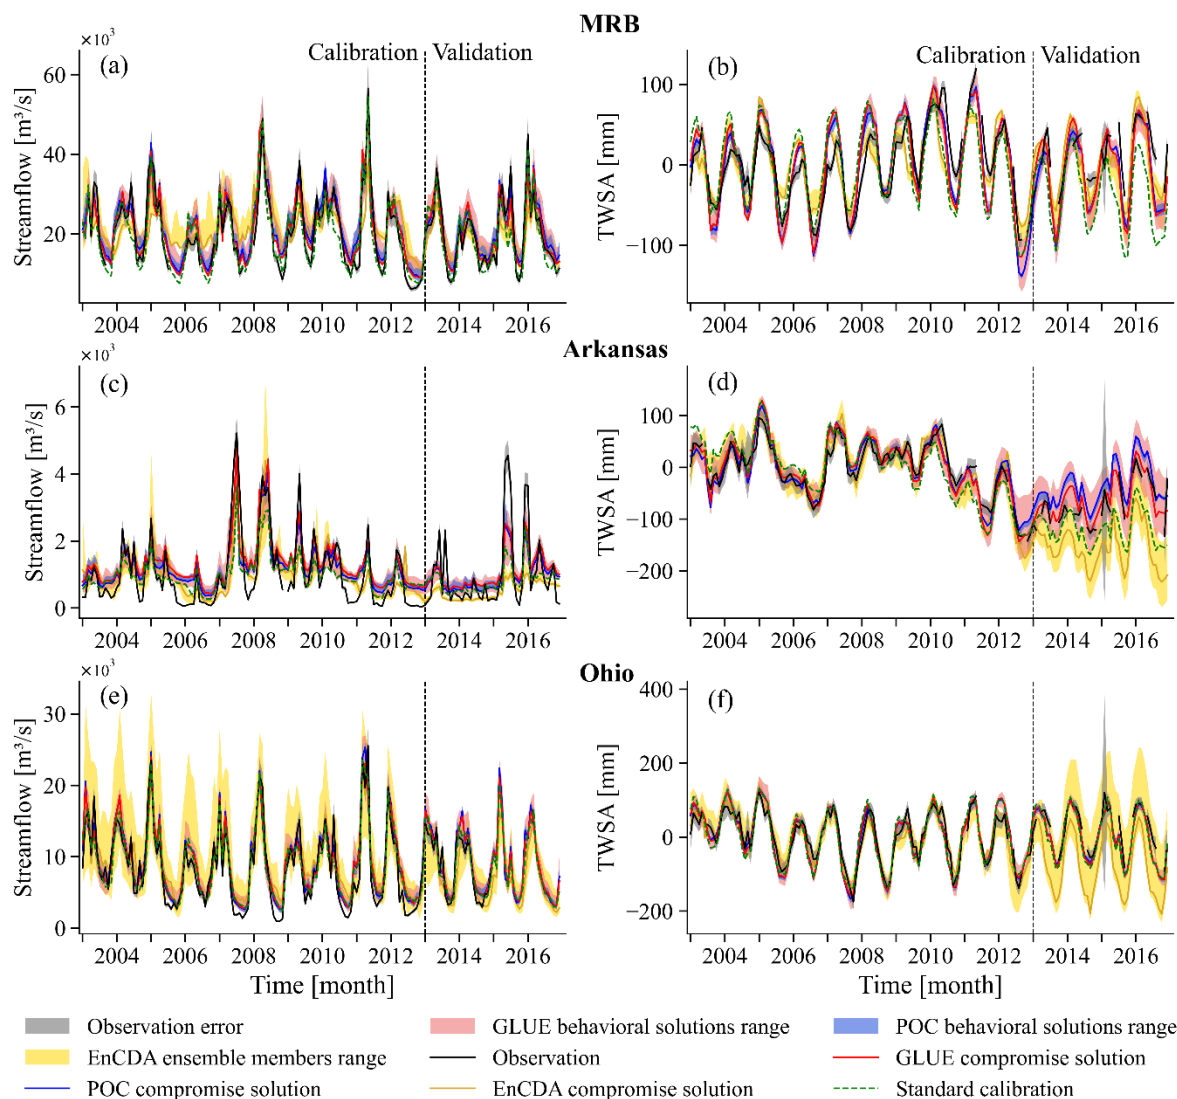 MRB
×10³
Calibration Validation
(a)
60
40
20
Streamflow [m³/s]
2004 2006 2008 2010 2012 2014 2016
Calibration Validation
(b)
100
0
−100
TWSA [mm]
2004 2006 2008 2010 2012 2014 2016
Arkansas
×10³
(c)
6
4
2
0
Streamflow [m³/s]
2004 2006 2008 2010 2012 2014 2016
(d)
100
0
−100
−200
TWSA [mm]
2004 2006 2008 2010 2012 2014 2016
Ohio
×10³
(e)
30
20
10
0
Streamflow [m³/s]
2004 2006 2008 2010 2012 2014 2016
Time [month]
(f)
400
200
0
−200
TWSA [mm]
2004 2006 2008 2010 2012 2014 2016
Time [month]
Observation error GLUE behavioral solutions range POC behavioral solutions range
EnCDA ensemble members range Observation GLUE compromise solution
POC compromise solution EnCDA compromise solution Standard calibration